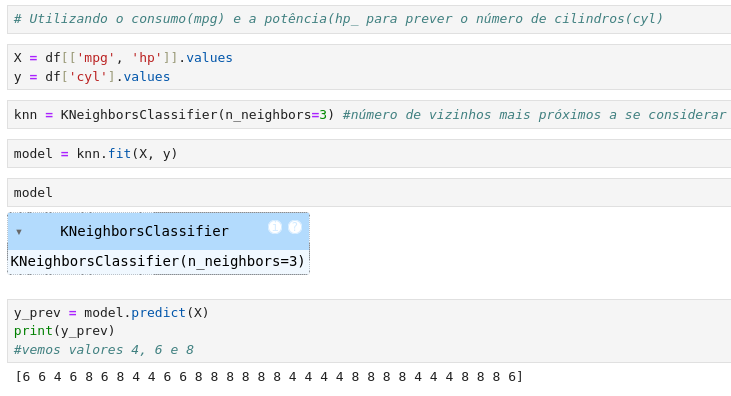 # Utilizando o consumo(mpg) e a potência(hp_ para prever o número de cilindros(cyl)
X = df[['mpg', 'hp']].values
y = df['cyl'].values
knn = KNeighborsClassifier(n_neighbors=3) #número de vizinhos mais próximos a se considerar
model = knn.fit(X, y)
model
▾ KNeighborsClassifier i ?
KNeighborsClassifier(n_neighbors=3)
y_prev = model.predict(X)
print(y_prev)
#vemos valores 4, 6 e 8
[6 6 4 6 8 6 8 4 4 6 6 8 8 8 8 8 8 4 4 4 4 8 8 8 8 4 4 4 8 8 8 6]